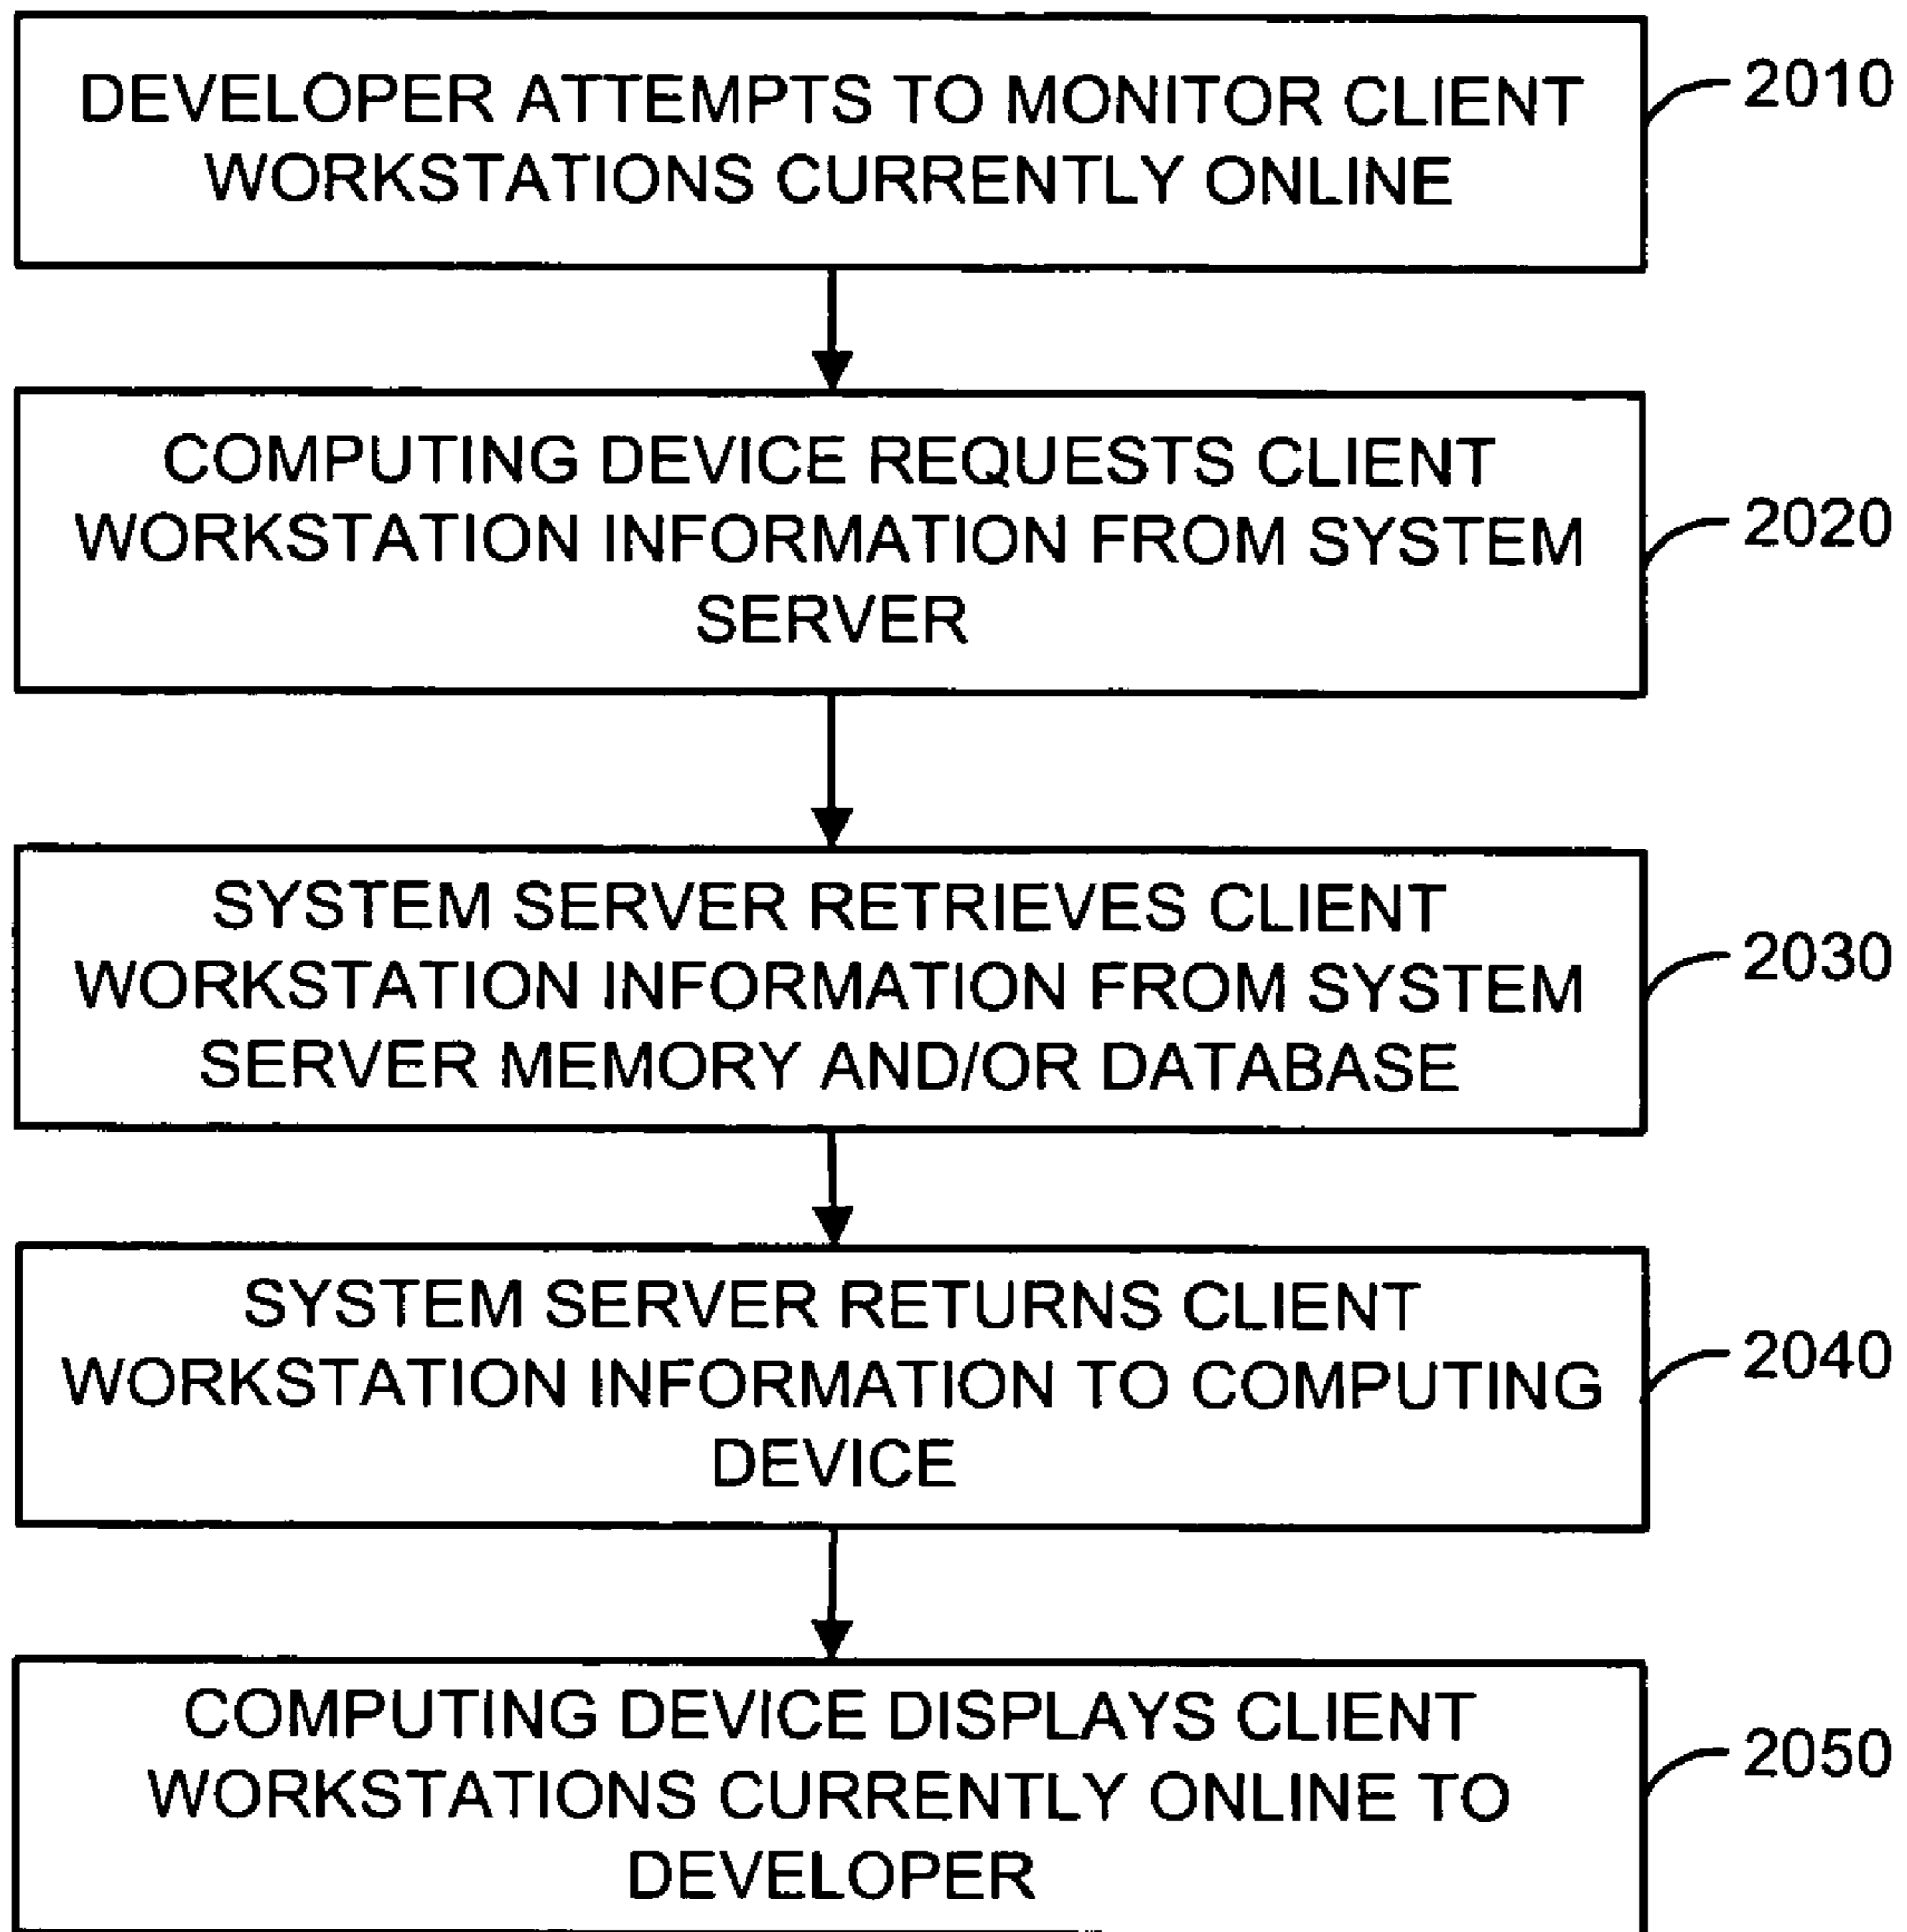 DEVELOPER ATTEMPTS TO MONITOR CLIENT
WORKSTATIONS CURRENTLY ONLINE
2010
COMPUTING DEVICE REQUESTS CLIENT
WORKSTATION INFORMATION FROM SYSTEM
SERVER
2020
SYSTEM SERVER RETRIEVES CLIENT
WORKSTATION INFORMATION FROM SYSTEM
SERVER MEMORY AND/OR DATABASE
2030
SYSTEM SERVER RETURNS CLIENT
WORKSTATION INFORMATION TO COMPUTING
DEVICE
2040
COMPUTING DEVICE DISPLAYS CLIENT
WORKSTATIONS CURRENTLY ONLINE TO
DEVELOPER
2050